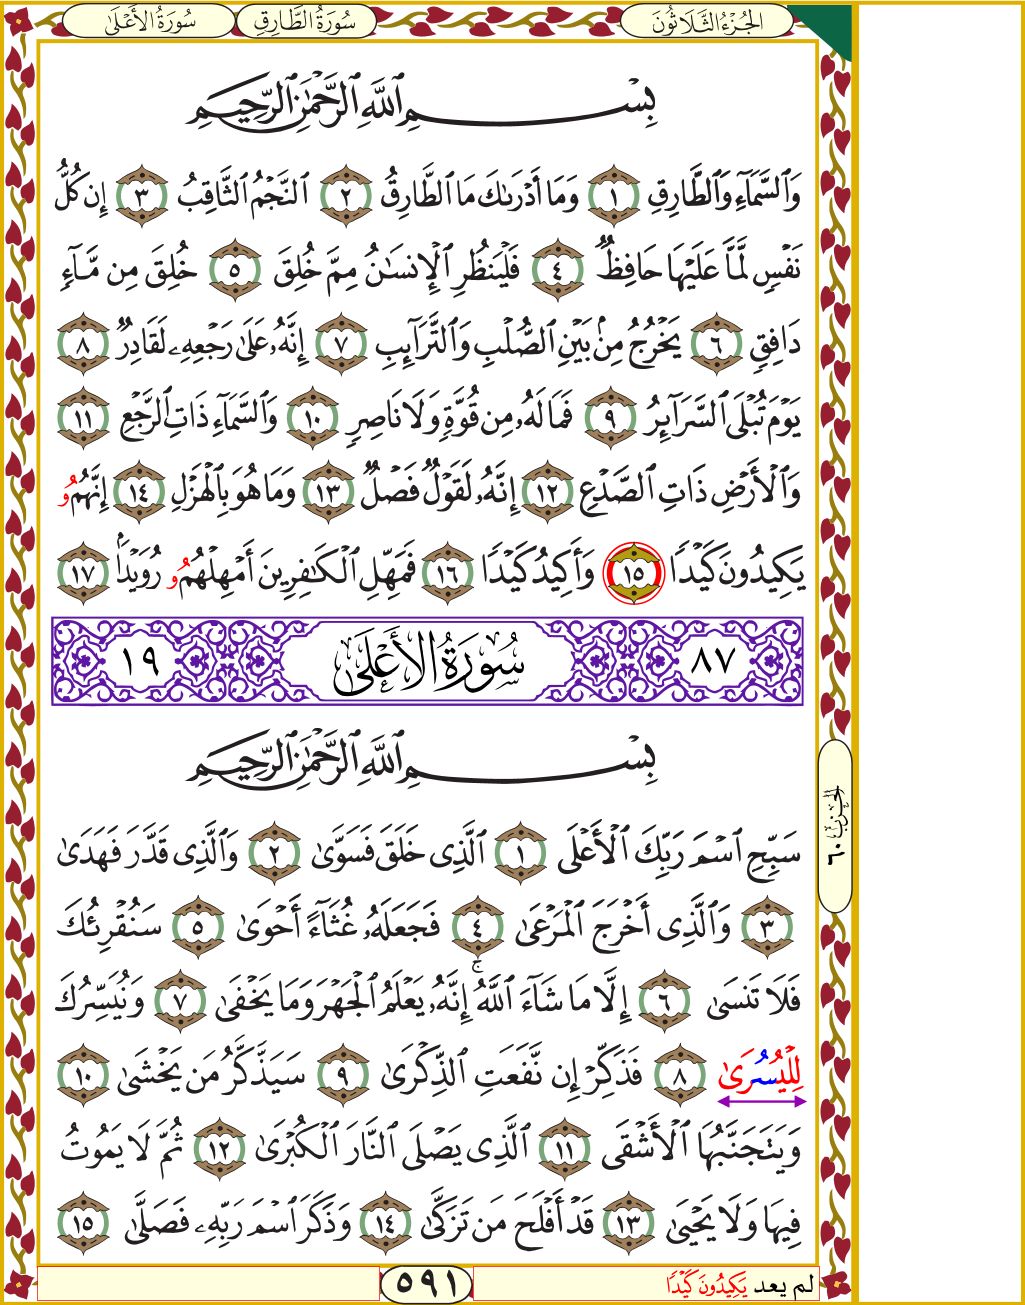 الجُزْءُ الثَّلَاثُونَ سُورَةُ الطَّارِقِ سُورَةُ الأَعْلَىٰ
بِسْمِ ٱللَّهِ ٱلرَّحْمَٰنِ ٱلرَّحِيمِ
وَٱلسَّمَآءِ وَٱلطَّارِقِ ١ وَمَآ أَدْرَىٰكَ مَا ٱلطَّارِقُ ٢ ٱلنَّجْمُ ٱلثَّاقِبُ ٣ إِن كُلُّ
نَفْسٍ لَّمَّا عَلَيْهَا حَافِظٌ ٤ فَلْيَنظُرِ ٱلْإِنسَٰنُ مِمَّ خُلِقَ ٥ خُلِقَ مِن مَّآءٍ
دَافِقٍ ٦ يَخْرُجُ مِنۢ بَيْنِ ٱلصُّلْبِ وَٱلتَّرَآئِبِ ٧ إِنَّهُۥ عَلَىٰ رَجْعِهِۦ لَقَادِرٌ ٨
يَوْمَ تُبْلَى ٱلسَّرَآئِرُ ٩ فَمَا لَهُۥ مِن قُوَّةٍ وَلَا نَاصِرٍ ١٠ وَٱلسَّمَآءِ ذَاتِ ٱلرَّجْعِ ١١
وَٱلْأَرْضِ ذَاتِ ٱلصَّدْعِ ١٢ إِنَّهُۥ لَقَوْلٌ فَصْلٌ ١٣ وَمَا هُوَ بِٱلْهَزْلِ ١٤ إِنَّهُمُۥ
يَكِيدُونَ كَيْدًا ١٥ وَأَكِيدُ كَيْدًا ١٦ فَمَهِّلِ ٱلْكَٰفِرِينَ أَمْهِلْهُمُۥ رُوَيْدًۢا ١٧
٨٧ سُورَةُ الأَعْلَىٰ ١٩
بِسْمِ ٱللَّهِ ٱلرَّحْمَٰنِ ٱلرَّحِيمِ
سَبِّحِ ٱسْمَ رَبِّكَ ٱلْأَعْلَى ١ ٱلَّذِى خَلَقَ فَسَوَّىٰ ٢ وَٱلَّذِى قَدَّرَ فَهَدَىٰ
٣ وَٱلَّذِىٓ أَخْرَجَ ٱلْمَرْعَىٰ ٤ فَجَعَلَهُۥ غُثَآءً أَحْوَىٰ ٥ سَنُقْرِئُكَ
فَلَا تَنسَىٰٓ ٦ إِلَّا مَا شَآءَ ٱللَّهُ ۚ إِنَّهُۥ يَعْلَمُ ٱلْجَهْرَ وَمَا يَخْفَىٰ ٧ وَنُيَسِّرُكَ
لِلْيُسُرَىٰ ٨ فَذَكِّرْ إِن نَّفَعَتِ ٱلذِّكْرَىٰ ٩ سَيَذَّكَّرُ مَن يَخْشَىٰ ١٠
وَيَتَجَنَّبُهَا ٱلْأَشْقَى ١١ ٱلَّذِى يَصْلَى ٱلنَّارَ ٱلْكُبْرَىٰ ١٢ ثُمَّ لَا يَمُوتُ
فِيهَا وَلَا يَحْيَىٰ ١٣ قَدْ أَفْلَحَ مَن تَزَكَّىٰ ١٤ وَذَكَرَ ٱسْمَ رَبِّهِۦ فَصَلَّىٰ ١٥
الحِزب ٦٠
لم يعد يَكِيدُونَ كَيْدًا ٥٩١